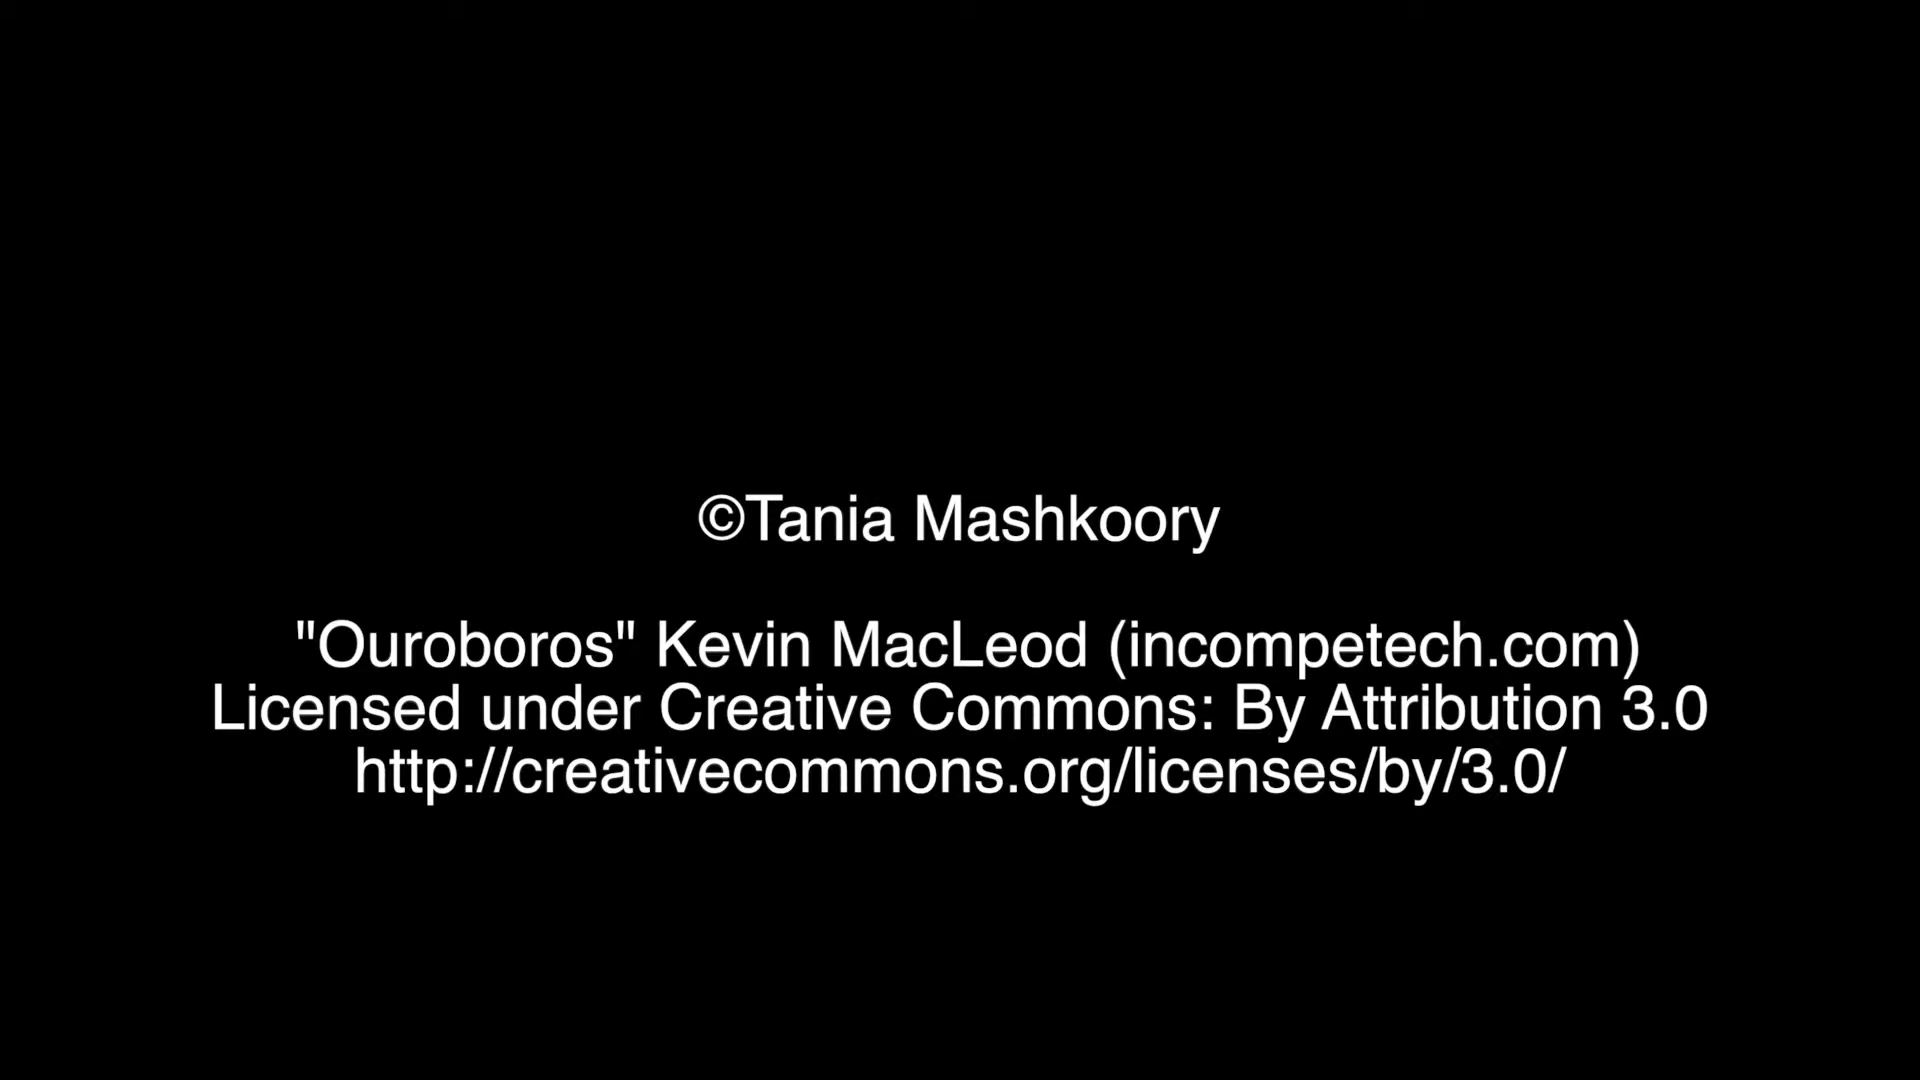 ©Tania Mashkoory
"Ouroboros" Kevin MacLeod (incompetech.com)
Licensed under Creative Commons: By Attribution 3.0
http://creativecommons.org/licenses/by/3.0/